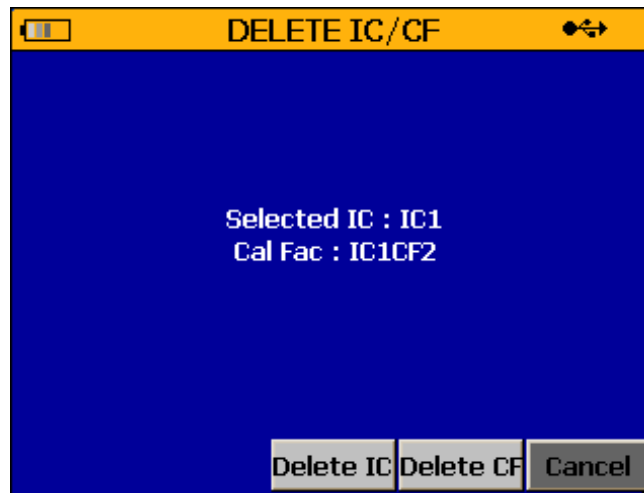 DELETE IC/CF
Selected IC : IC1
Cal Fac : IC1CF2
Delete IC Delete CF Cancel